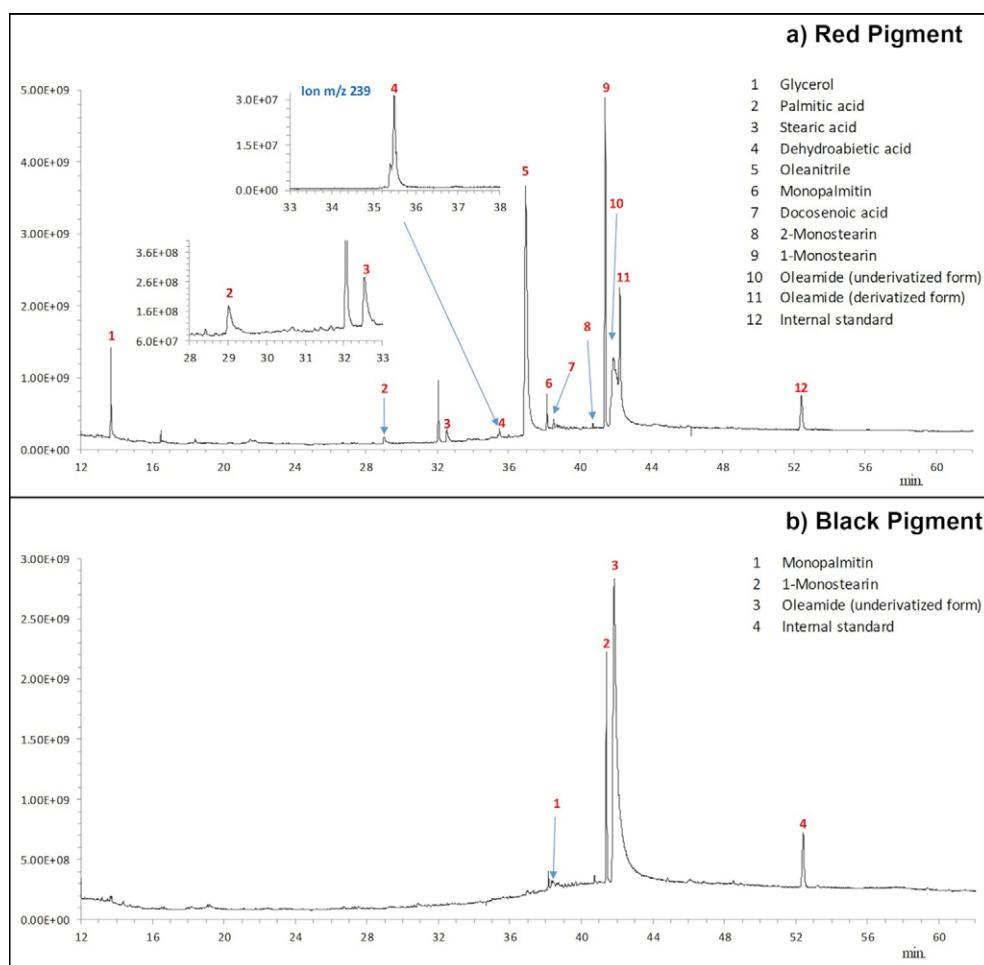 a) Red Pigment
1 Glycerol
2 Palmitic acid
3 Stearic acid
4 Dehydroabietic acid
5 Oleanitrile
6 Monopalmitin
7 Docosenoic acid
8 2-Monostearin
9 1-Monostearin
10 Oleamide (underivatized form)
11 Oleamide (derivatized form)
12 Internal standard
5.00E+09
4.00E+09
3.00E+09
2.00E+09
1.00E+09
0.00E+00
12 16 20 24 28 32 36 40 44 48 52 56 60
min.
Ion m/z 239
4
3.0E+07
1.5E+07
0.0E+00
33 34 35 36 37 38
3.6E+08
2.6E+08
1.6E+08
6.0E+07
2 3
28 29 30 31 32 33
1 2 3 4 5 6 7 8 9 10 11 12
b) Black Pigment
1 Monopalmitin
2 1-Monostearin
3 Oleamide (underivatized form)
4 Internal standard
3.00E+09
2.50E+09
2.00E+09
1.50E+09
1.00E+09
5.00E+08
0.00E+00
1 2 3 4
12 16 20 24 28 32 36 40 44 48 52 56 60
min.